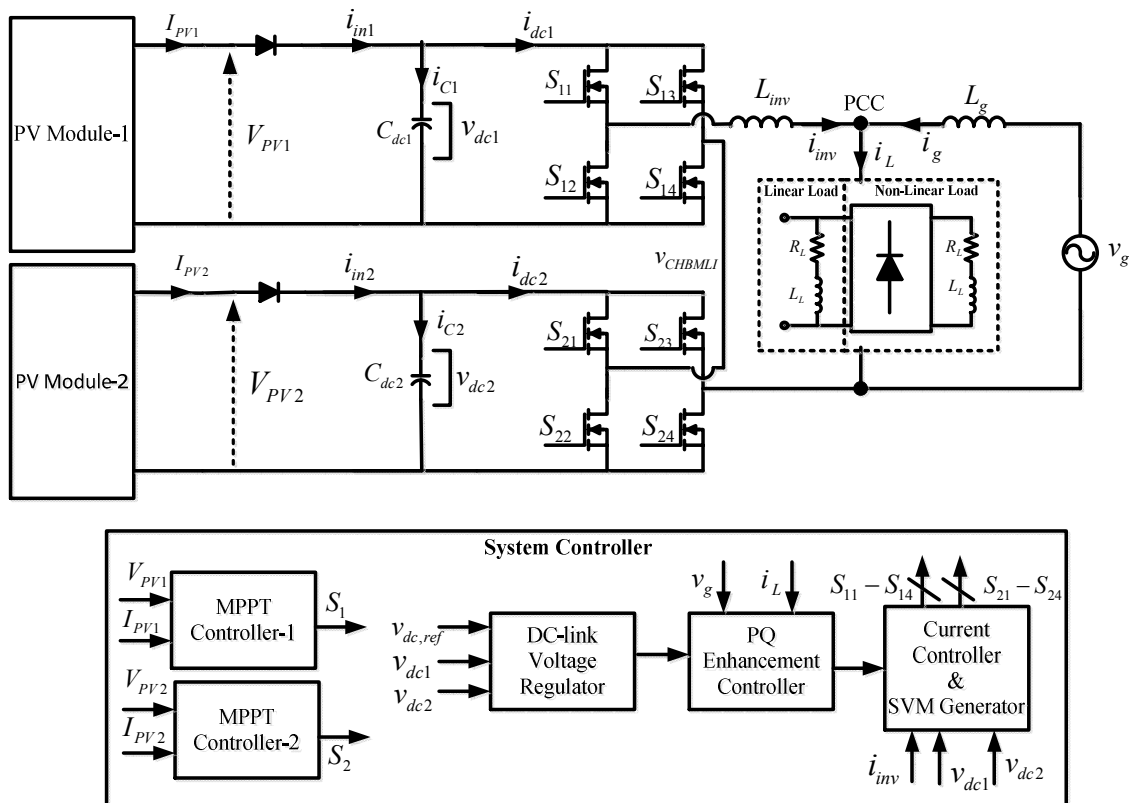 I_PV1
i_in1
i_dc1
PV Module-1
V_PV1
i_C1
C_dc1
v_dc1
S_11
S_13
S_12
S_14
L_inv
PCC
L_g
i_inv
i_g
i_L
Linear Load
Non-Linear Load
R_L
L_L
R_L
L_L
v_g
v_CHBMLI
I_PV2
i_in2
i_dc2
PV Module-2
V_PV2
i_C2
C_dc2
v_dc2
S_21
S_23
S_22
S_24
System Controller
V_PV1
I_PV1
MPPT
Controller-1
S_1
V_PV2
I_PV2
MPPT
Controller-2
S_2
v_dc,ref
v_dc1
v_dc2
DC-link
Voltage
Regulator
v_g
i_L
PQ
Enhancement
Controller
S_11 – S_14
S_21 – S_24
Current
Controller
&
SVM Generator
i_inv
v_dc1
v_dc2